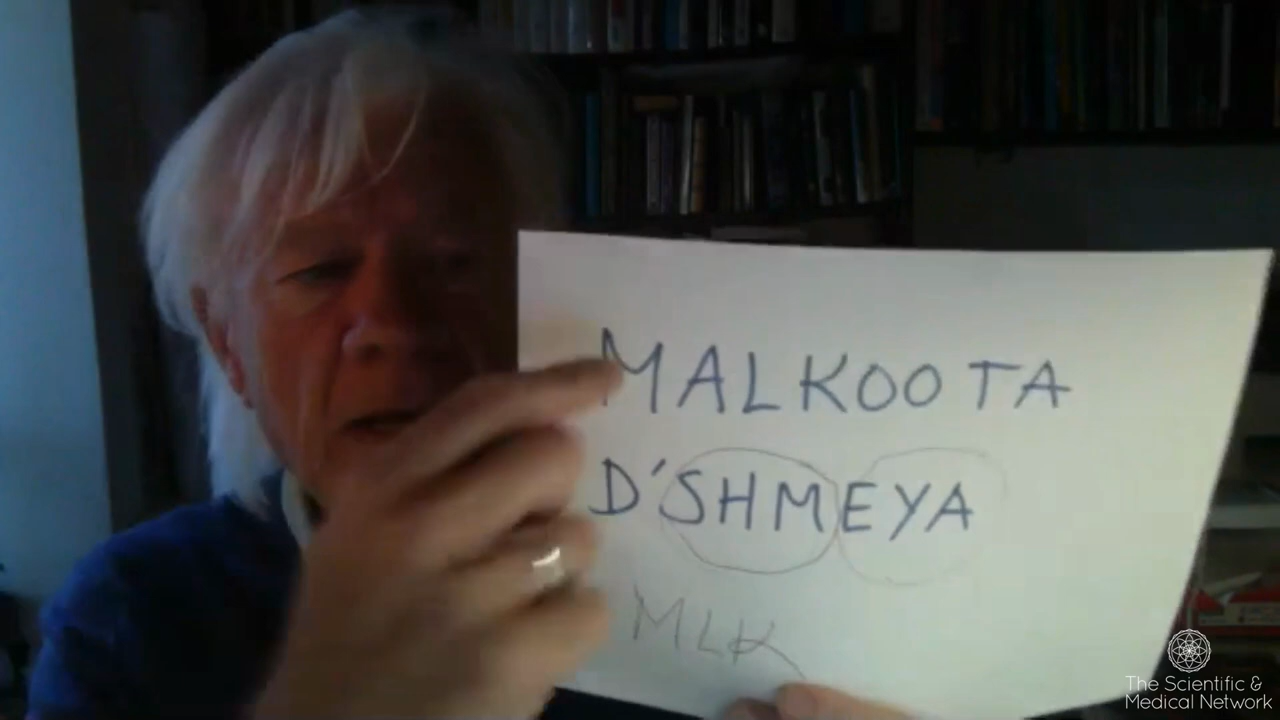 MALKOOTA
D'SHMEYA
MLK
The Scientific &
Medical Network